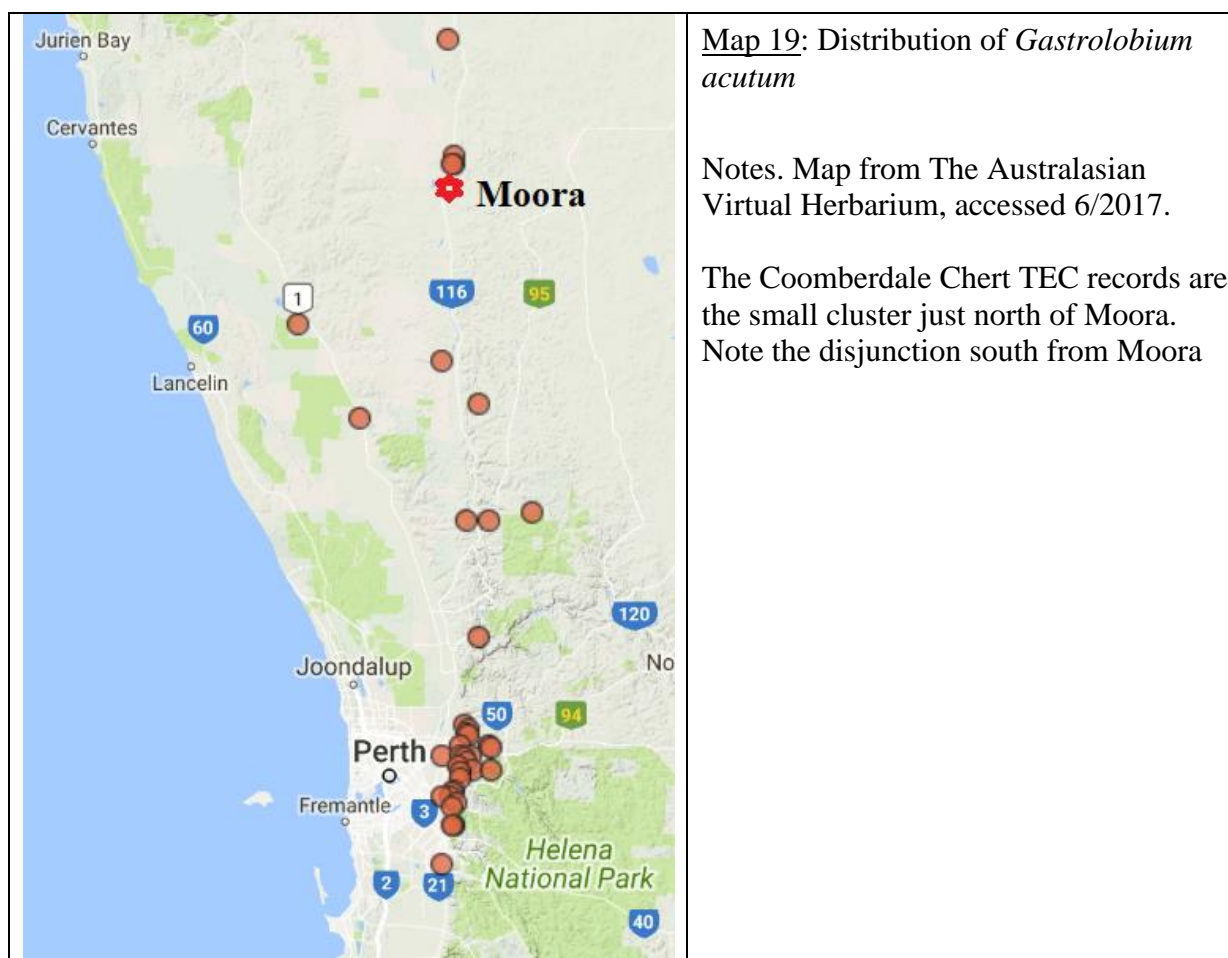 Jurien Bay
Cervantes
Moora
116
95
1
60
Lancelin
120
Joondalup
No
50
94
Perth
Fremantle
3
Helena
National Park
2
21
40
Map 19: Distribution of Gastrolobium
acutum
Notes. Map from The Australasian
Virtual Herbarium, accessed 6/2017.
The Coomberdale Chert TEC records are
the small cluster just north of Moora.
Note the disjunction south from Moora